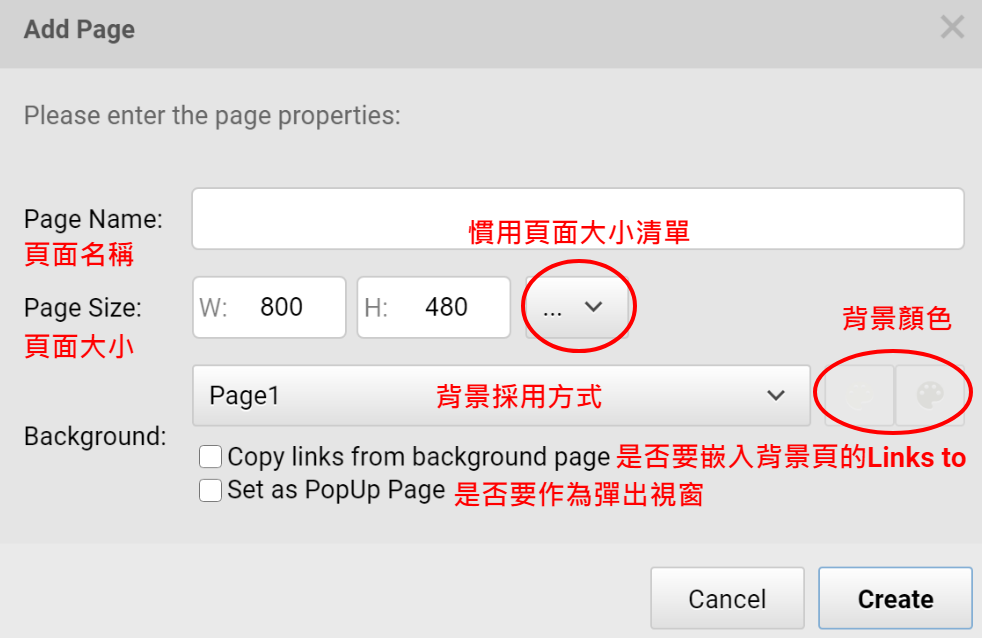 Add Page
Please enter the page properties:
Page Name:
頁面名稱
慣用頁面大小清單
Page Size:
頁面大小
W: 800
H: 480
...
背景顏色
Page1
背景採用方式
Background:
Copy links from background page 是否要嵌入背景頁的Links to
Set as PopUp Page 是否要作為彈出視窗
Cancel
Create